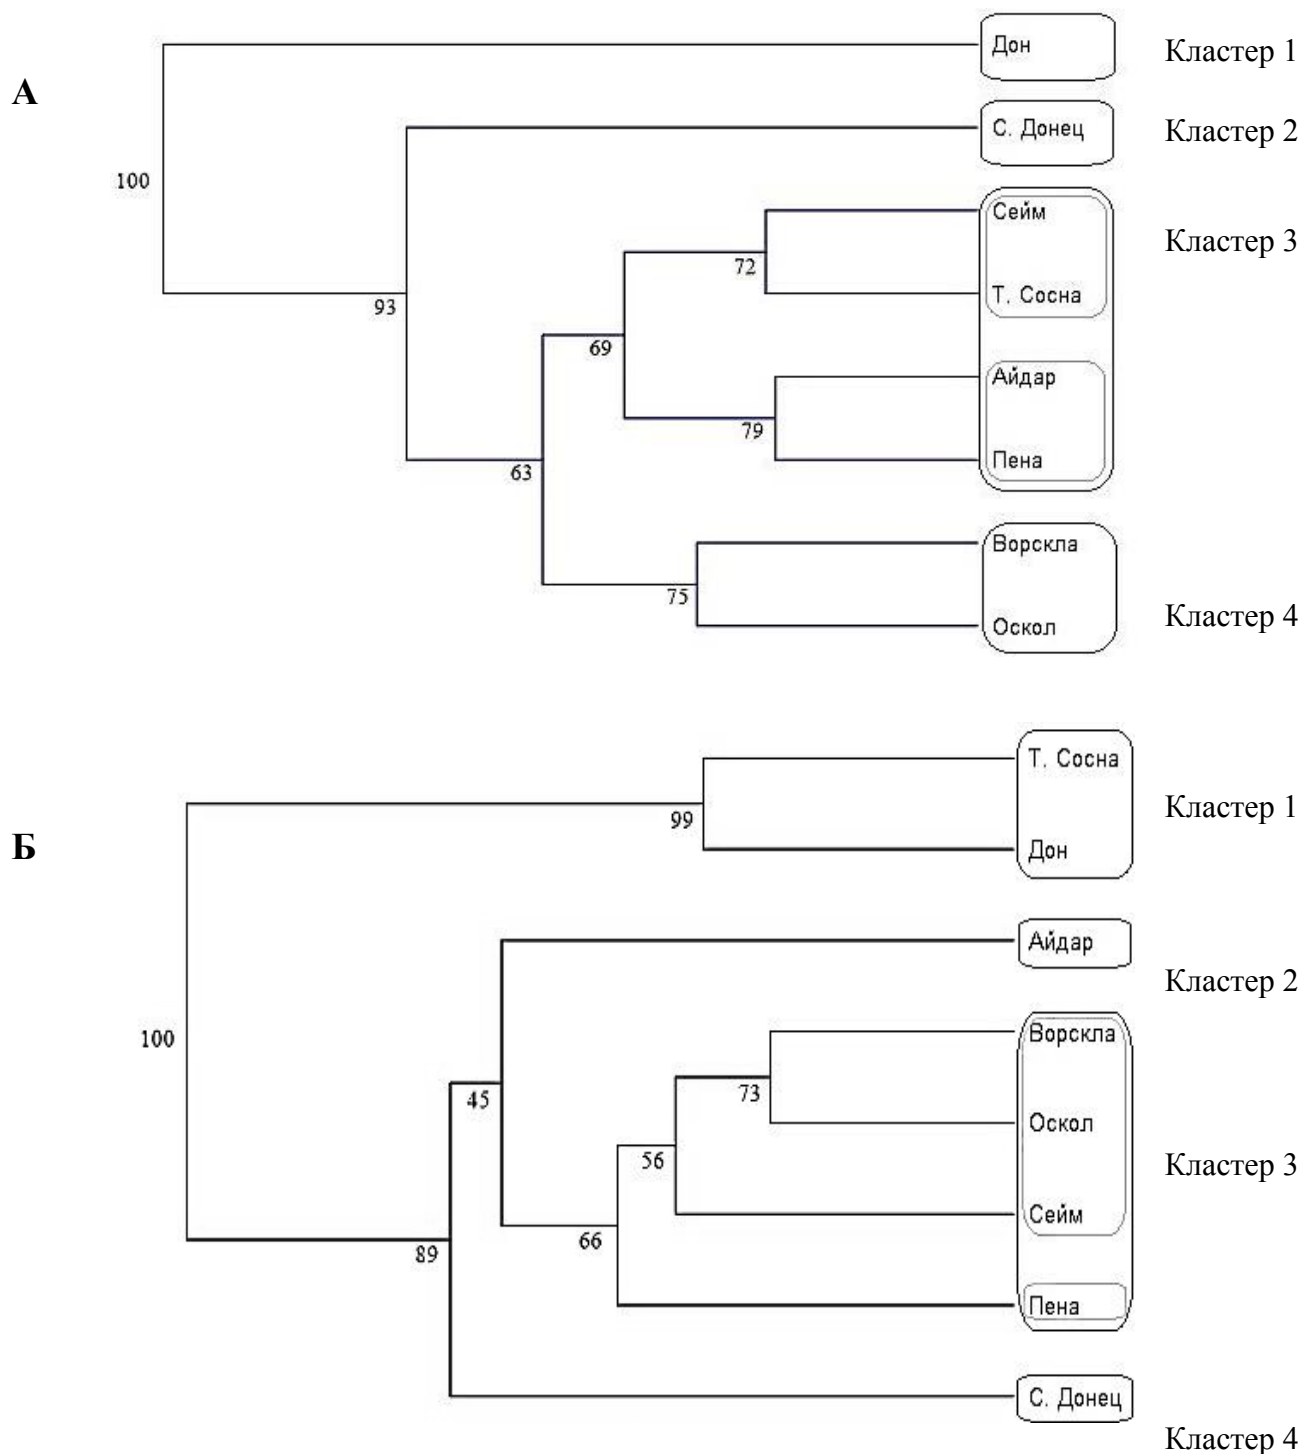 Дон
Кластер 1
А
С. Донец
Кластер 2
100
Сейм
Кластер 3
72
Т. Сосна
93
69
Айдар
79
Пена
63
Ворскла
75
Кластер 4
Оскол
Т. Сосна
Кластер 1
99
Б
Дон
Айдар
Кластер 2
100
Ворскла
73
45
Оскол
56
Кластер 3
Сейм
66
89
Пена
С. Донец
Кластер 4